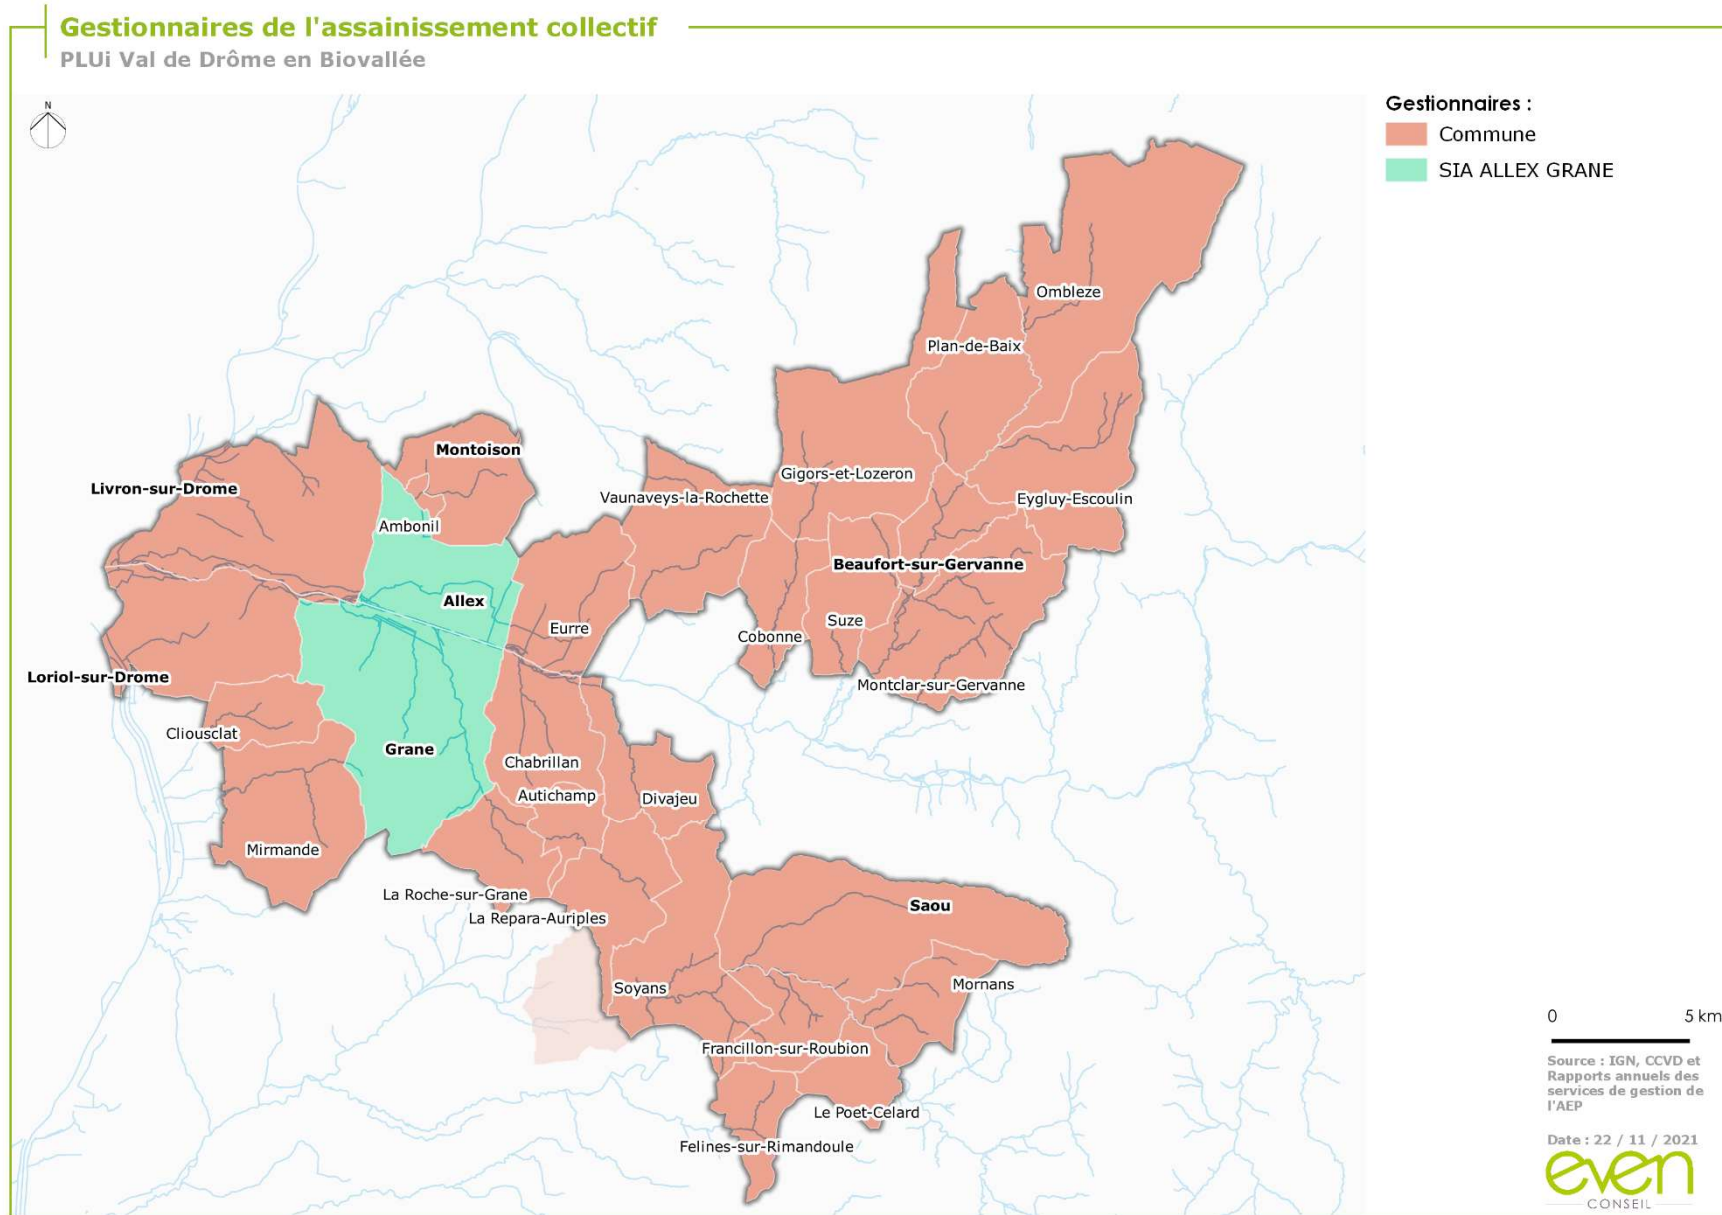 Gestionnaires de l'assainissement collectif
PLUi Val de Drôme en Biovallée
N
Gestionnaires :
Commune
SIA ALLEX GRANE
Ombleze
Plan-de-Baix
Montoison
Gigors-et-Lozeron
Livron-sur-Drome
Vaunaveys-la-Rochette
Eygluy-Escoulin
Ambonil
Beaufort-sur-Gervanne
Allex
Suze
Eurre
Cobonne
Loriol-sur-Drome
Montclar-sur-Gervanne
Cliousclat
Grane
Chabrillan
Autichamp
Divajeu
Mirmande
La Roche-sur-Grane
Saou
La Repara-Auriples
Mornans
Soyans
Francillon-sur-Roubion
Le Poet-Celard
Felines-sur-Rimandoule
0 5 km
Source : IGN, CCVD et
Rapports annuels des
services de gestion de
l'AEP
Date : 22 / 11 / 2021
even
CONSEIL